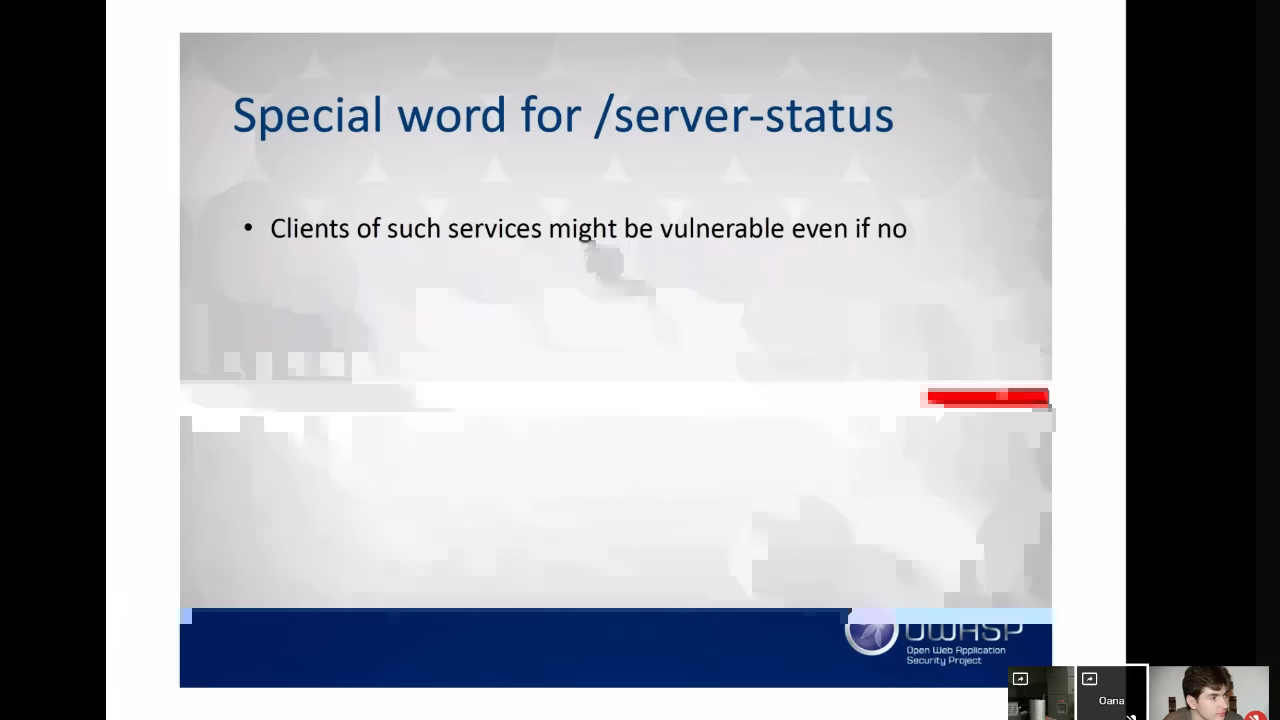 Special word for /server-status
• Clients of such services might be vulnerable even if no
OWASP
Open Web Application
Security Project
Oana